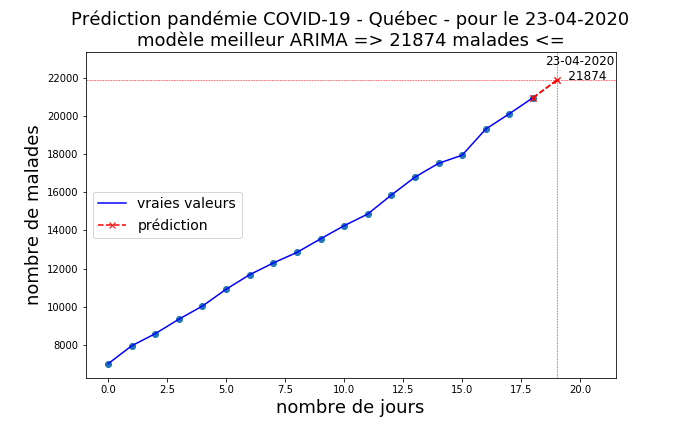 Prédiction pandémie COVID-19 - Québec - pour le 23-04-2020
modèle meilleur ARIMA => 21874 malades <=
23-04-2020
21874
22000
20000
18000
16000
14000
12000
10000
8000
nombre de malades
vraies valeurs
prédiction
0.0 2.5 5.0 7.5 10.0 12.5 15.0 17.5 20.0
nombre de jours